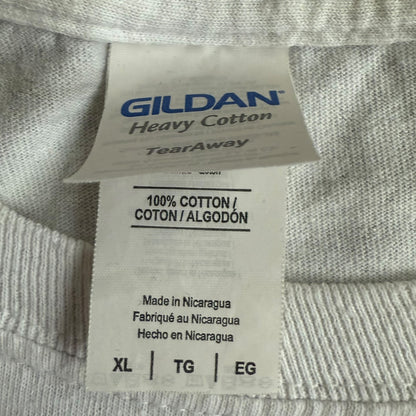 GILDAN®
Heavy Cotton
TearAway
100% COTTON /
COTON / ALGODÓN
Made in Nicaragua
Fabriqué au Nicaragua
Hecho en Nicaragua
XL | TG | EG